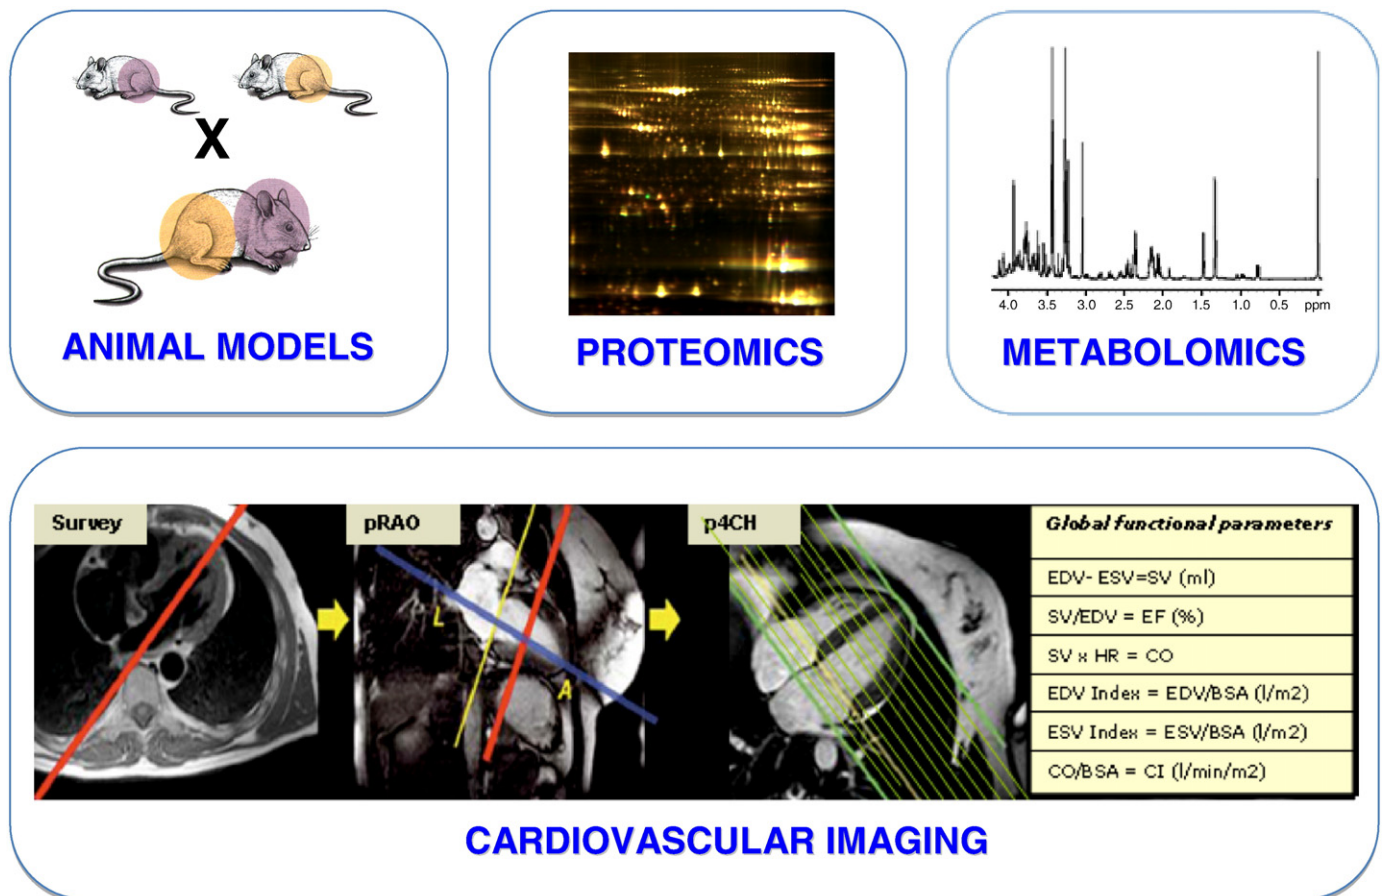 X
ANIMAL MODELS
PROTEOMICS
4.0 3.5 3.0 2.5 2.0 1.5 1.0 0.5 ppm
METABOLOMICS
Survey
pRAO
L
A
p4CH
Global functional parameters
EDV- ESV=SV (ml)
SV/EDV = EF (%)
SV x HR = CO
EDV Index = EDV/BSA (l/m2)
ESV Index = ESV/BSA (l/m2)
CO/BSA = CI (l/min/m2)
CARDIOVASCULAR IMAGING